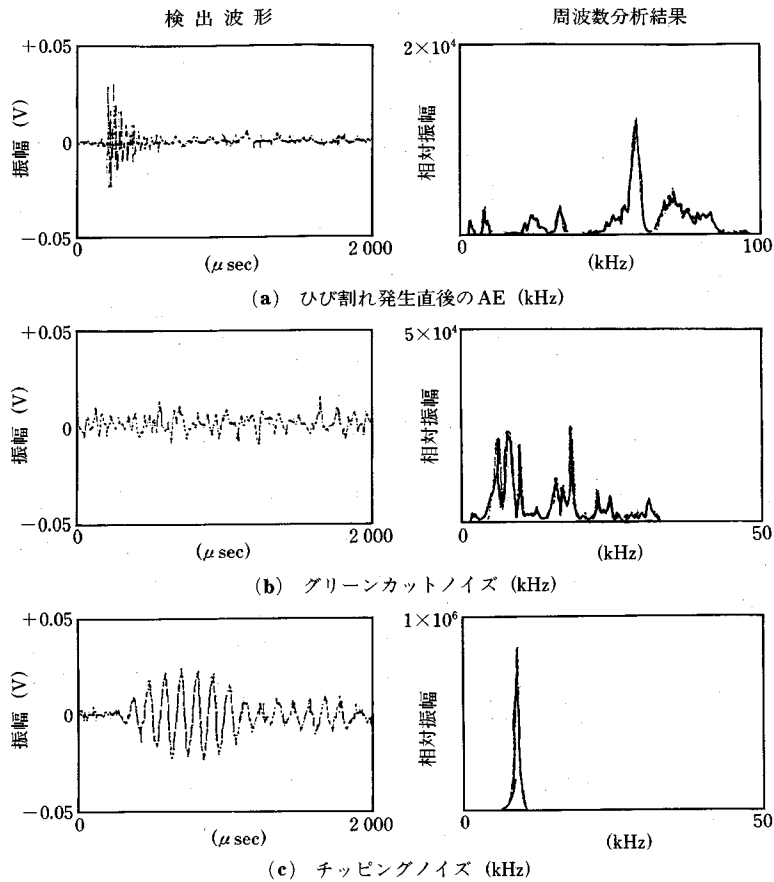 検出波形 周波数分析結果
+0.05 2×10⁴
振幅 (V) 相対振幅
0
−0.05
0 2 000 0 100
(μ sec) (kHz)
(a) ひび割れ発生直後のAE (kHz)
+0.05 5×10⁴
振幅 (V) 相対振幅
0
−0.05
0 2 000 0 50
(μ sec) (kHz)
(b) グリーンカットノイズ (kHz)
+0.05 1×10⁶
振幅 (V) 相対振幅
0
−0.05
0 2 000 0 50
(μ sec) (kHz)
(c) チッピングノイズ (kHz)